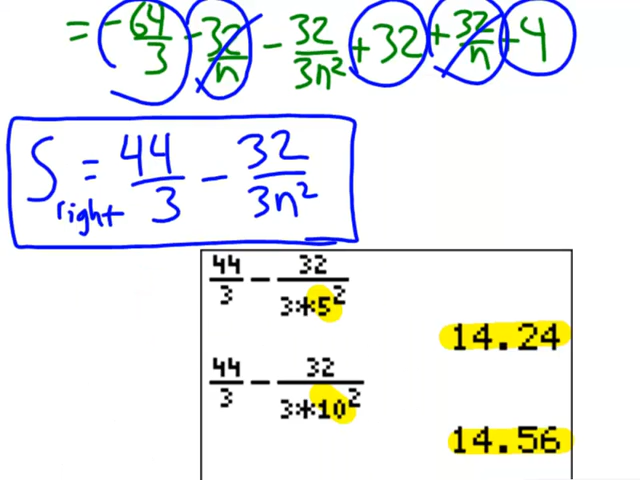 = -64/3 - 32/n - 32/3n² + 32 + 32/n - 4
S right = 44/3 - 32/3n²
44/3 - 32/3*5²
14.24
44/3 - 32/3*10²
14.56